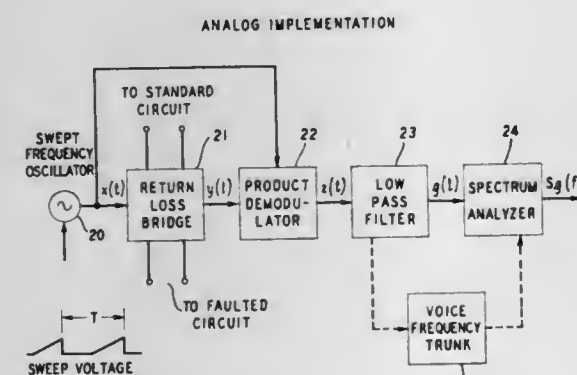 ANALOG IMPLEMENTATION
TO STANDARD
CIRCUIT
SWEPT
FREQUENCY
OSCILLATOR
21
22
23
24
x(t)
RETURN
LOSS
BRIDGE
y(t)
PRODUCT
DEMODU-
LATOR
z(t)
LOW
PASS
FILTER
g(t)
SPECTRUM
ANALYZER
Sg(f
20
TO FAULTED
CIRCUIT
T
SWEEP VOLTAGE
VOICE
FREQUENCY
TRUNK